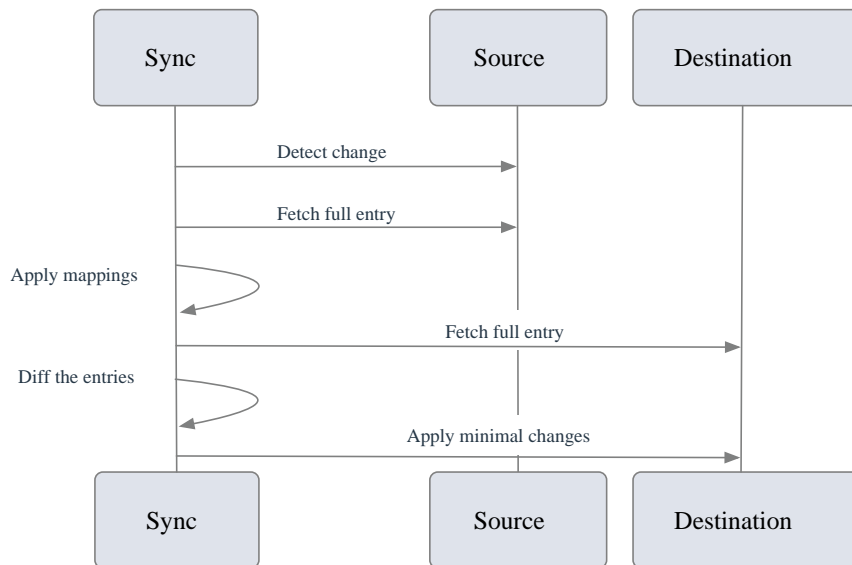 Sync
Source
Destination
Detect change
Fetch full entry
Apply mappings
Fetch full entry
Diff the entries
Apply minimal changes
Sync
Source
Destination